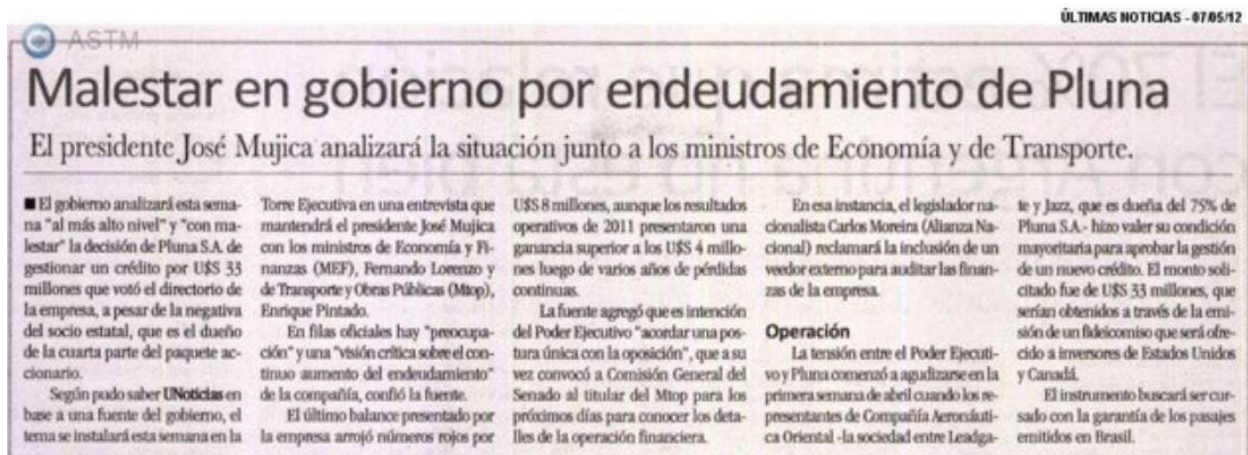 ÚLTIMAS NOTICIAS - 07/05/12
ASTM
Malestar en gobierno por endeudamiento de Pluna
El presidente José Mujica analizará la situación junto a los ministros de Economía y de Transporte.
■ El gobierno analizará esta sema-
na "al más alto nivel" y "con ma-
lestar" la decisión de Pluna S.A. de
gestionar un crédito por U$S 33
millones que votó el directorio de
la empresa, a pesar de la negativa
del socio estatal, que es el dueño
de la cuarta parte del paquete ac-
cionario.
Según pudo saber UNoticias en
base a una fuente del gobierno, el
tema se instalará esta semana en la
Torre Ejecutiva en una entrevista que
mantendrá el presidente José Mujica
con los ministros de Economía y Fi-
nanzas (MEF), Fernando Lorenzo y
de Transporte y Obras Públicas (Mtop),
Enrique Pintado.
En filas oficiales hay "preocupa-
ción" y una "visión crítica sobre el con-
tinuo aumento del endeudamiento"
de la compañía, confió la fuente.
El último balance presentado por
la empresa arrojó números rojos por
U$S 8 millones, aunque los resultados
operativos de 2011 presentaron una
ganancia superior a los U$S 4 millo-
nes luego de varios años de pérdidas
continuas.
La fuente agregó que es intención
del Poder Ejecutivo "acordar una pos-
tura única con la oposición", que a su
vez convocó a Comisión General del
Senado al titular del Mtop para los
próximos días para conocer los deta-
lles de la operación financiera.
En esa instancia, el legislador na-
cionalista Carlos Moreira (Alianza Na-
cional) reclamará la inclusión de un
veedor externo para auditar las finan-
zas de la empresa.
Operación
La tensión entre el Poder Ejecuti-
vo y Pluna comenzó a agudizarse en la
primera semana de abril cuando los re-
presentantes de Compañía Aeronáuti-
ca Oriental -la sociedad entre Leadga-
te y Jazz, que es dueña del 75% de
Pluna S.A.- hizo valer su condición
mayoritaria para aprobar la gestión
de un nuevo crédito. El monto soli-
citado fue de U$S 33 millones, que
serían obtenidos a través de la emi-
sión de un fideicomiso que será ofre-
cido a inversores de Estados Unidos
y Canadá.
El instrumento buscará ser cur-
sado con la garantía de los pasajes
emitidos en Brasil.